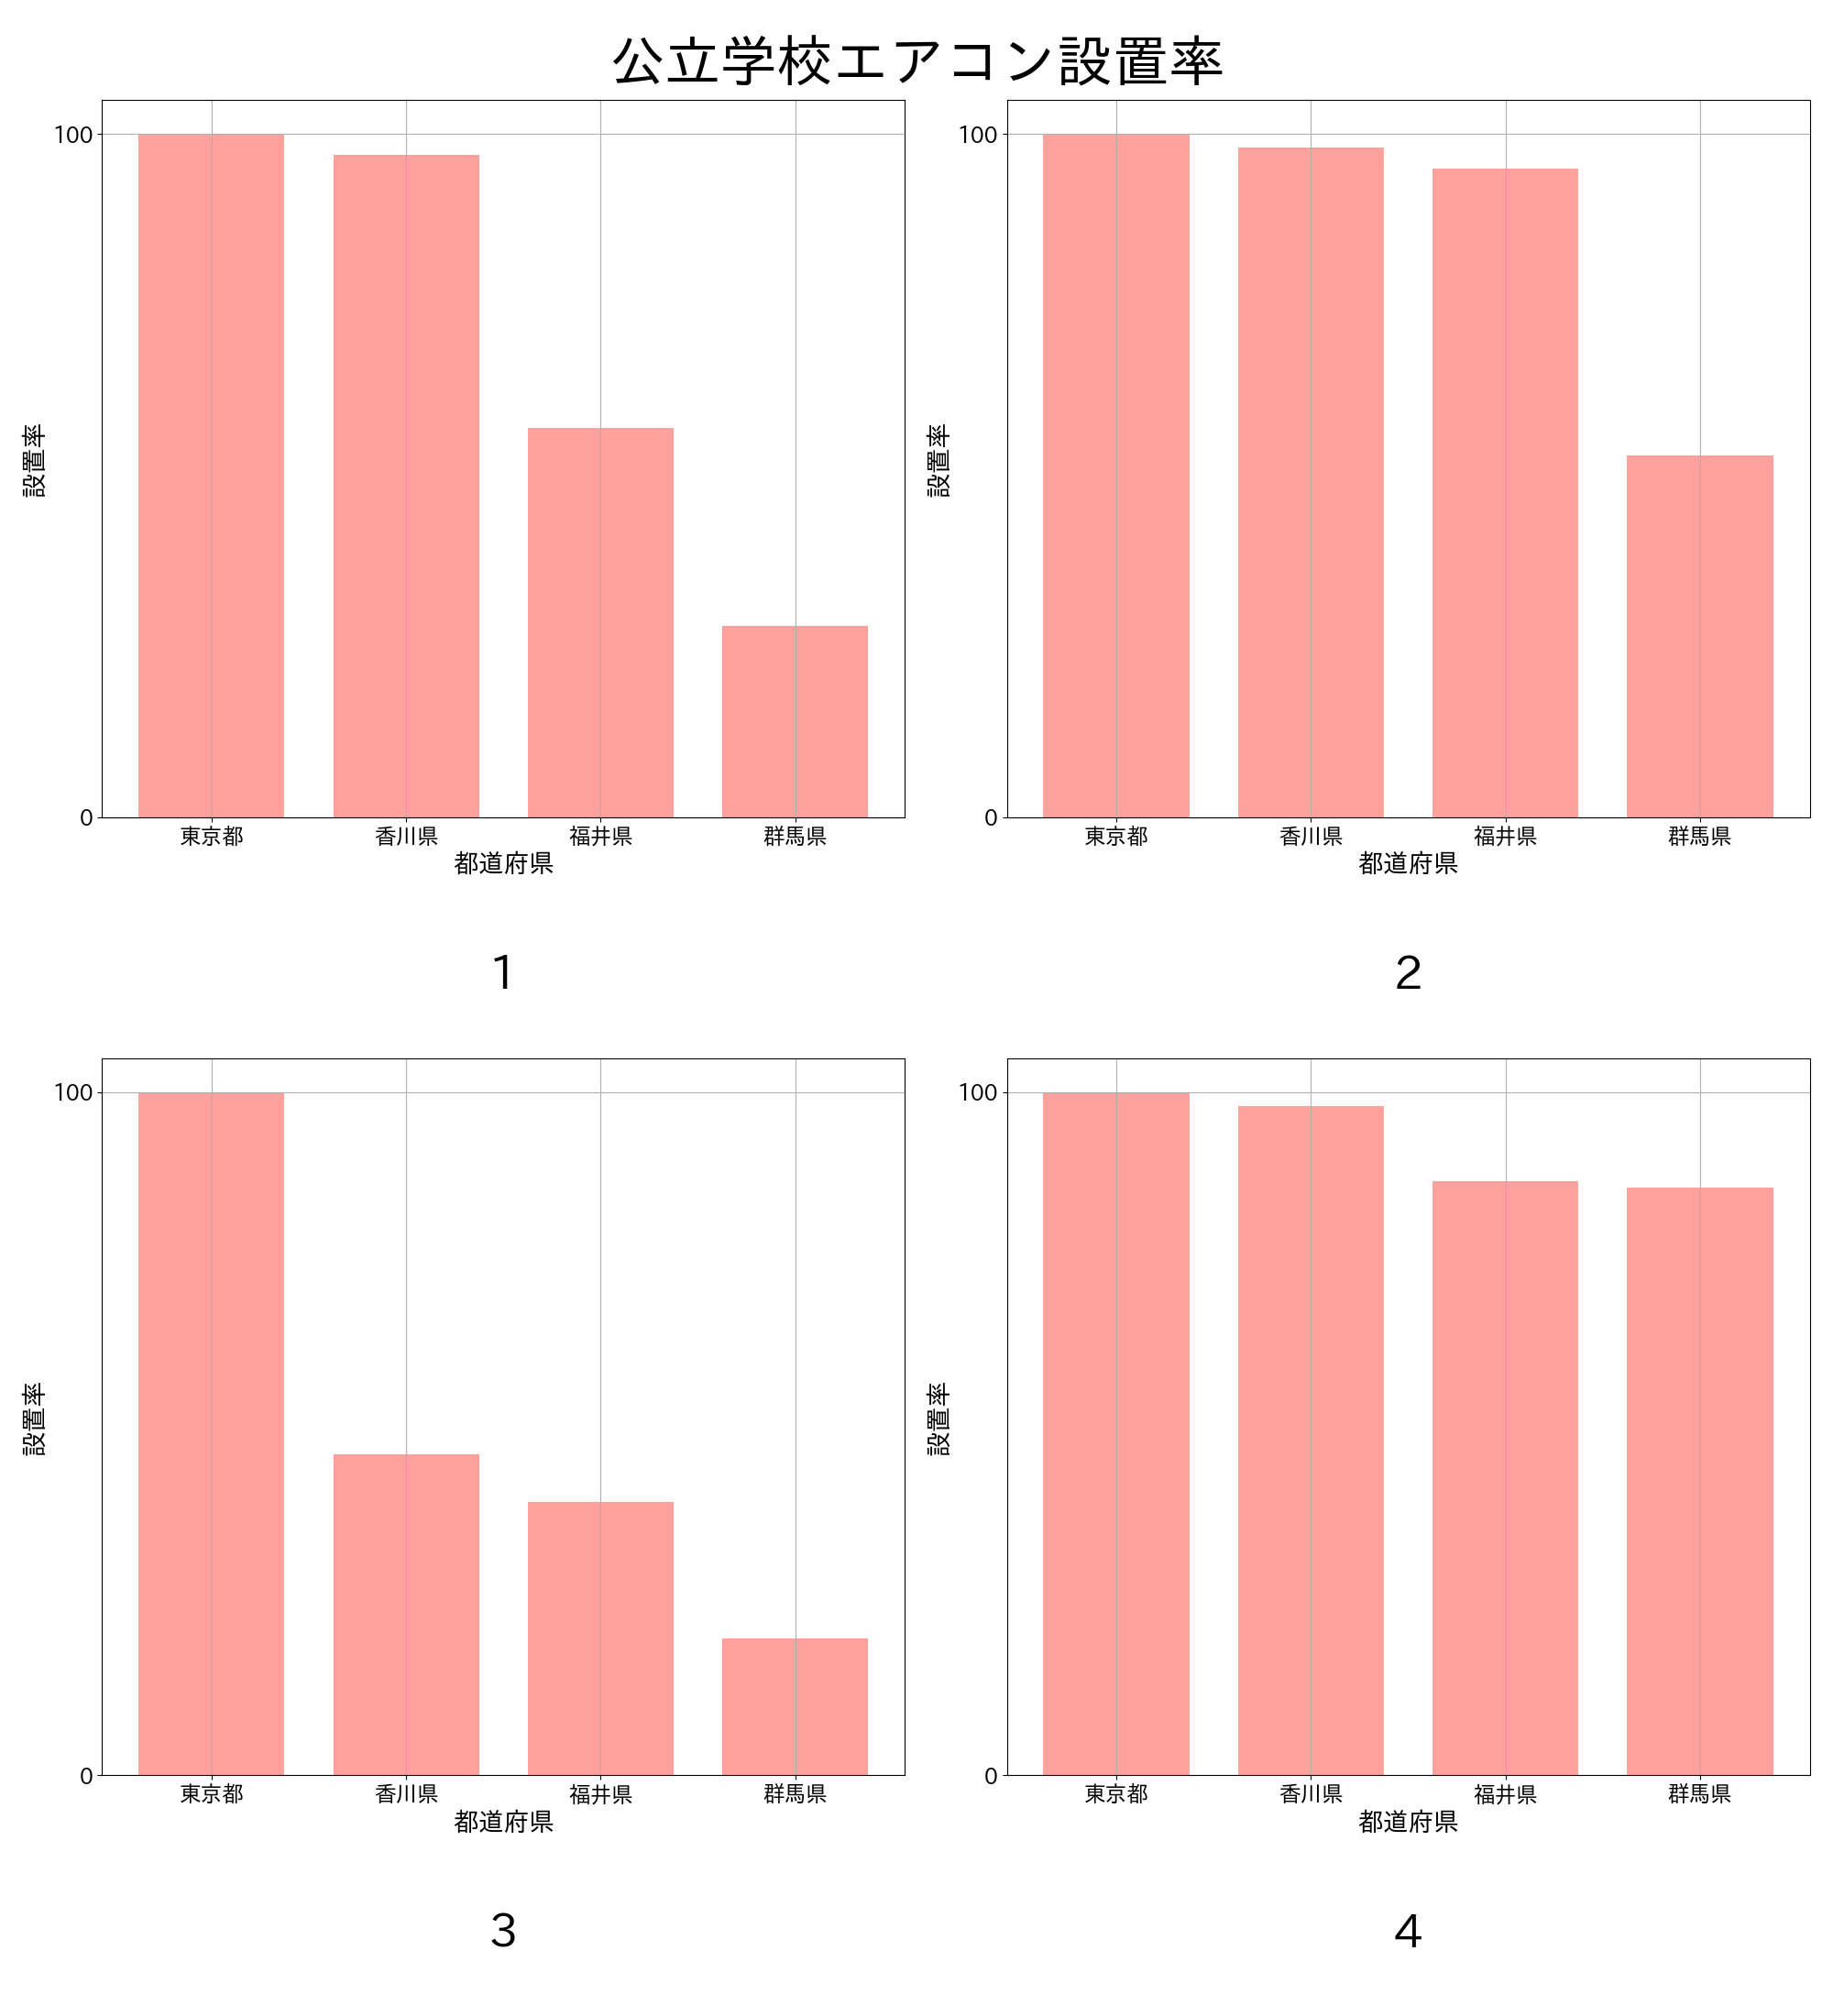 公立学校エアコン設置率
100
0
設置率
東京都 香川県 福井県 群馬県
都道府県
1
100
0
設置率
東京都 香川県 福井県 群馬県
都道府県
2
100
0
設置率
東京都 香川県 福井県 群馬県
都道府県
3
100
0
設置率
東京都 香川県 福井県 群馬県
都道府県
4